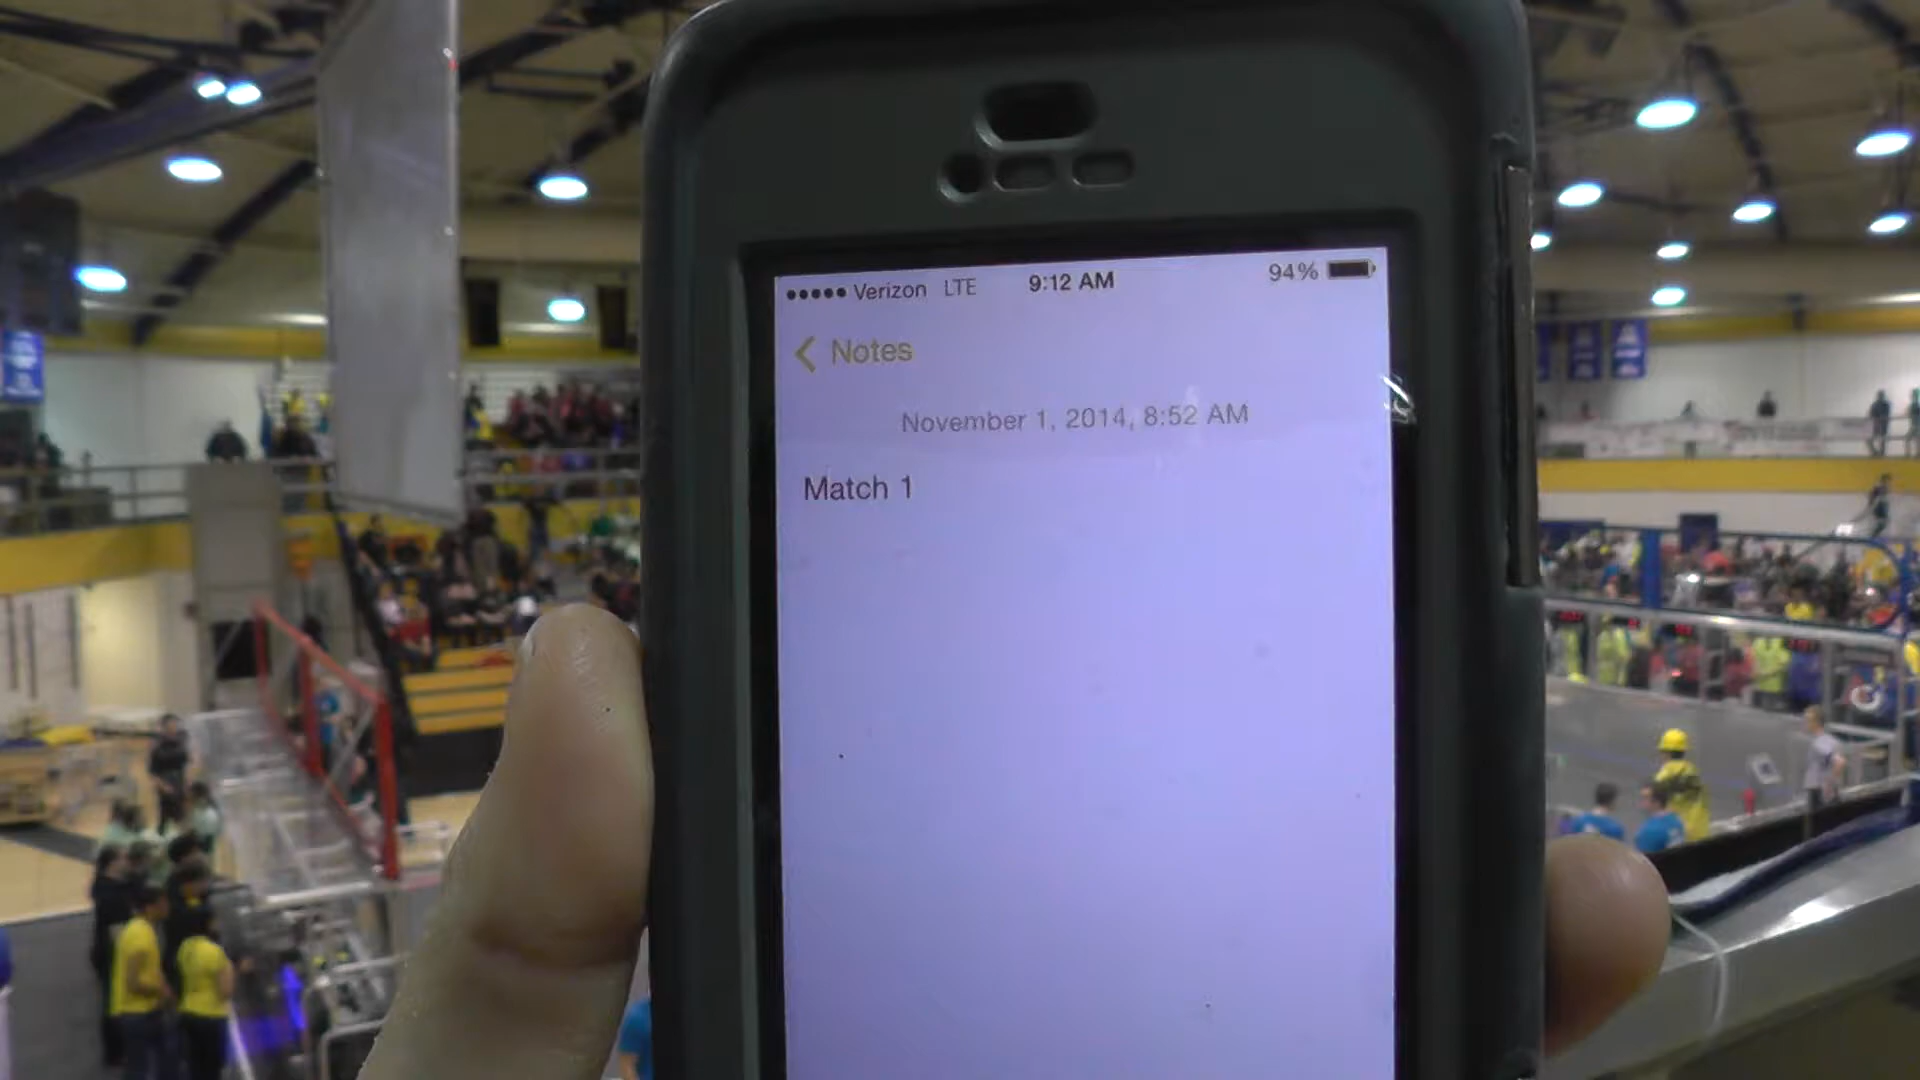 ●●●●● Verizon LTE 9:12 AM 94%
Notes
November 1, 2014, 8:52 AM
Match 1